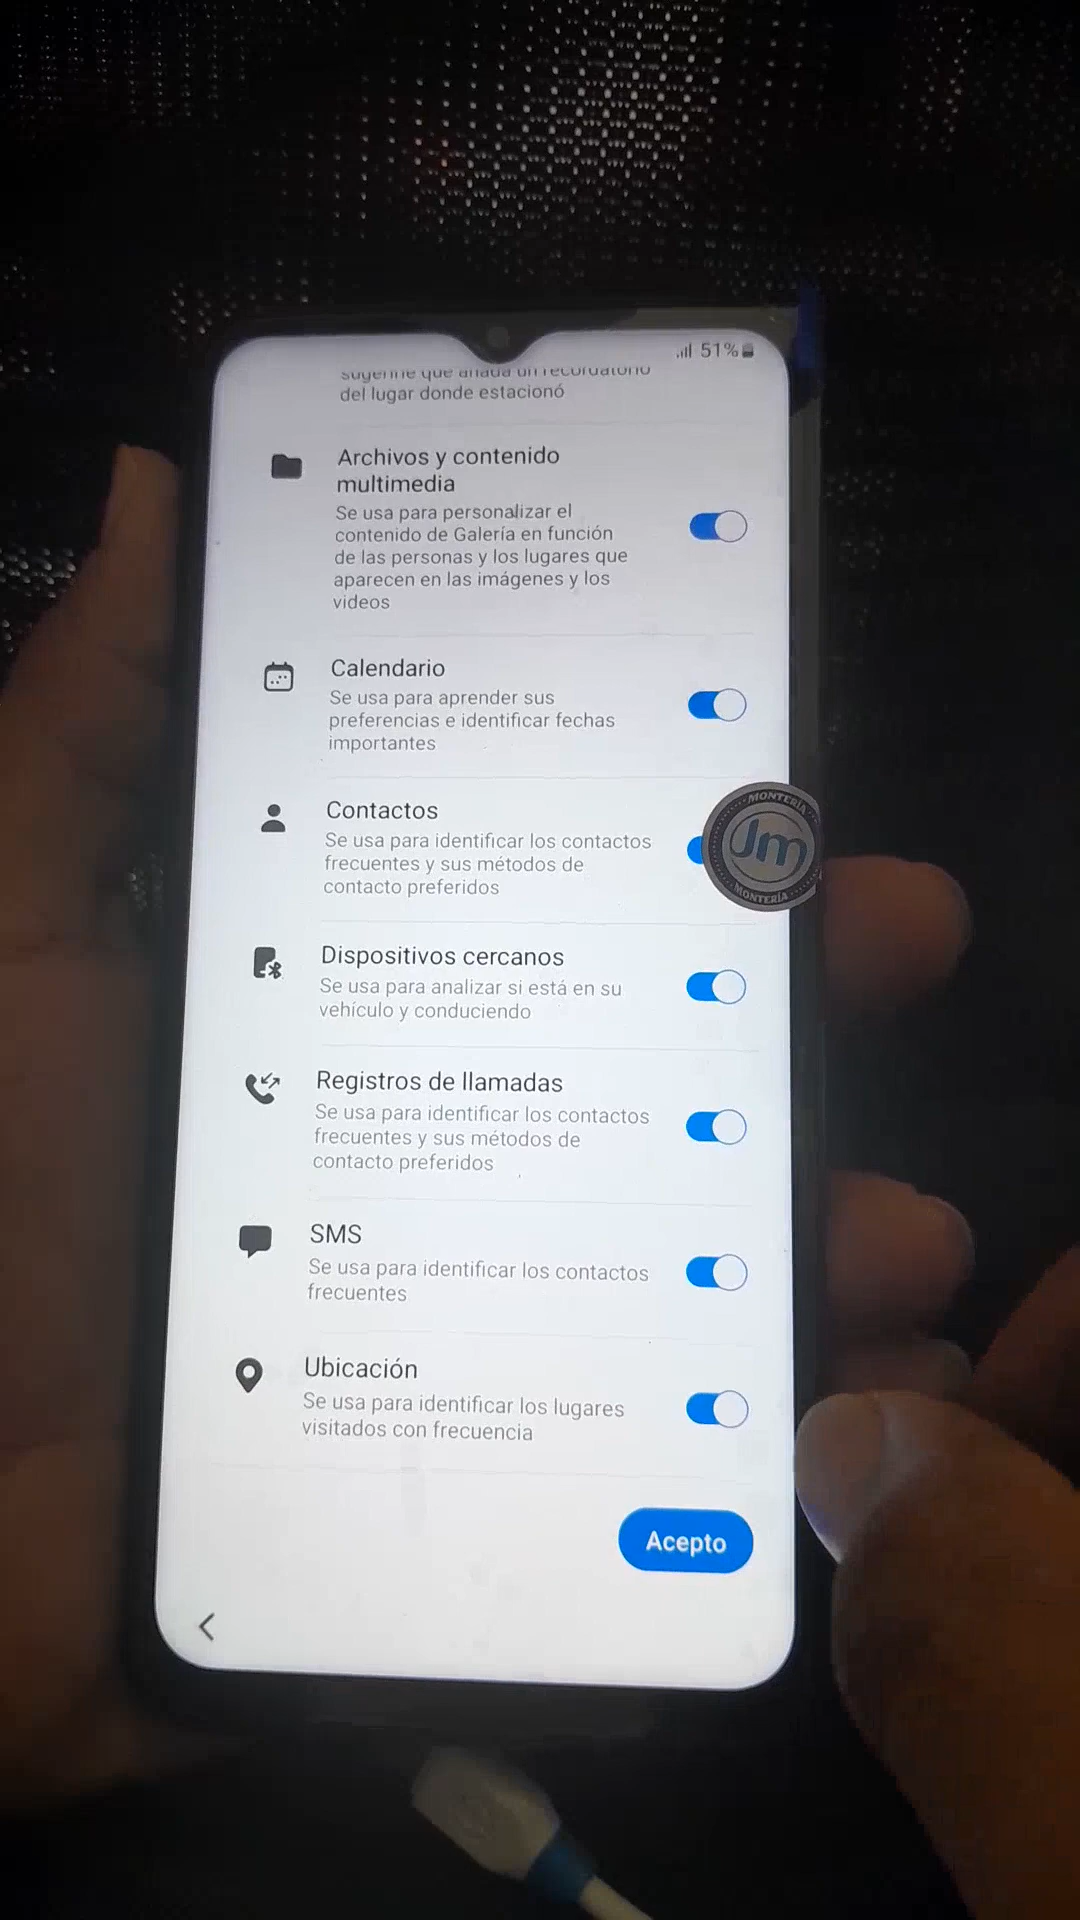 51%
sugerirle que añada un recordatorio
del lugar donde estacionó
Archivos y contenido
multimedia
Se usa para personalizar el
contenido de Galería en función
de las personas y los lugares que
aparecen en las imágenes y los
videos
Calendario
Se usa para aprender sus
preferencias e identificar fechas
importantes
Contactos
Se usa para identificar los contactos
frecuentes y sus métodos de
contacto preferidos
MONTERÍA
Jm
MONTERÍA
Dispositivos cercanos
Se usa para analizar si está en su
vehículo y conduciendo
Registros de llamadas
Se usa para identificar los contactos
frecuentes y sus métodos de
contacto preferidos
SMS
Se usa para identificar los contactos
frecuentes
Ubicación
Se usa para identificar los lugares
visitados con frecuencia
Acepto